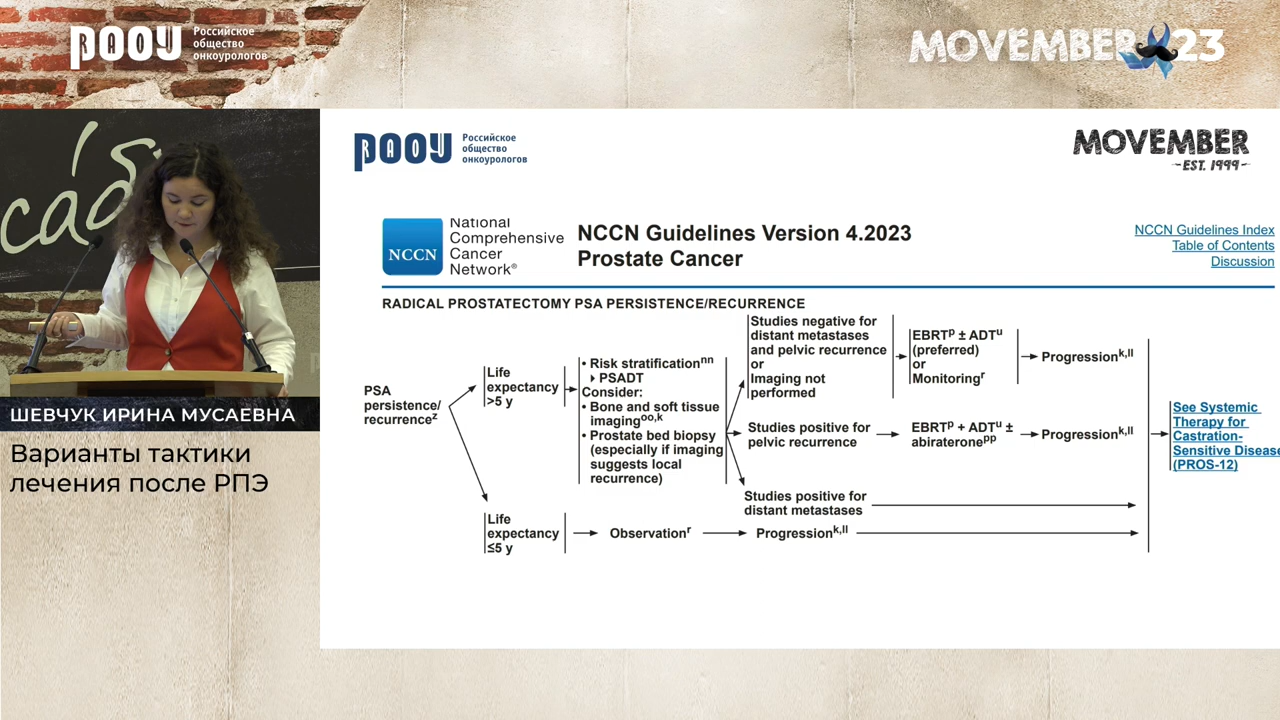 РООУ
Российское
общество
онкоурологов
MOVEMBER 23
РООУ
Российское
общество
онкоурологов
MOVEMBER
EST. 1999
NCCN
National
Comprehensive
Cancer
Network®
NCCN Guidelines Version 4.2023
Prostate Cancer
NCCN Guidelines Index
Table of Contents
Discussion
RADICAL PROSTATECTOMY PSA PERSISTENCE/RECURRENCE
PSA
persistence/
recurrenceᶻ
Life
expectancy
>5 y
• Risk stratificationⁿⁿ
PSADT
Consider:
• Bone and soft tissue
imagingᵒᵒ,ᵏ
• Prostate bed biopsy
(especially if imaging
suggests local
recurrence)
Studies negative for
distant metastases
and pelvic recurrence
or
Imaging not
performed
EBRTᵖ ± ADTᵘ
(preferred)
or
Monitoringʳ
Progressionᵏ,ˡˡ
Studies positive for
pelvic recurrence
EBRTᵖ + ADTᵘ ±
abirateroneᵖᵖ
Progressionᵏ,ˡˡ
Studies positive for
distant metastases
See Systemic
Therapy for
Castration-
Sensitive Disease
(PROS-12)
Life
expectancy
≤5 y
Observationʳ
Progressionᵏ,ˡˡ
ШЕВЧУК ИРИНА МУСАЕВНА
Варианты тактики
лечения после РПЭ